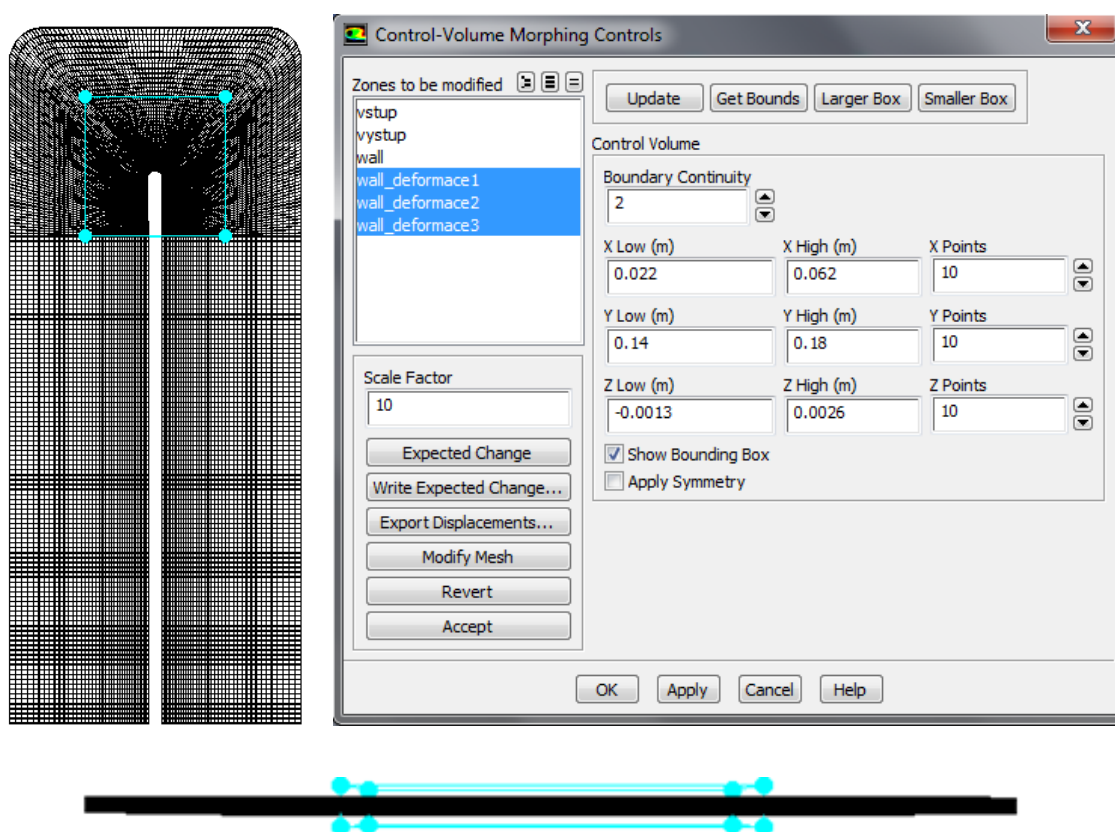 Control-Volume Morphing Controls
Zones to be modified
vstup
vystup
wall
wall_deformace1
wall_deformace2
wall_deformace3
Update Get Bounds Larger Box Smaller Box
Control Volume
Boundary Continuity
2
X Low (m) X High (m) X Points
0.022 0.062 10
Y Low (m) Y High (m) Y Points
0.14 0.18 10
Z Low (m) Z High (m) Z Points
-0.0013 0.0026 10
Show Bounding Box
Apply Symmetry
Scale Factor
10
Expected Change
Write Expected Change...
Export Displacements...
Modify Mesh
Revert
Accept
OK Apply Cancel Help